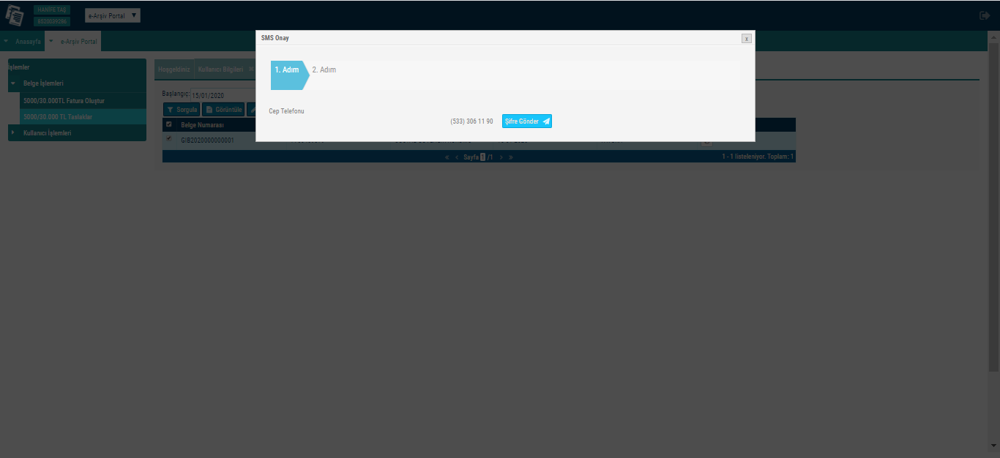 HANİFE TAŞ
e-Arşiv Portal
Anasayfa
e-Arşiv Portal
SMS Onay
x
1. Adım
2. Adım
Cep Telefonu
(533) 306 11 90
Şifre Gönder
İşlemler
Belge İşlemleri
5000/30.000TL Fatura Oluştur
5000/30.000 TL Taslaklar
Kullanıcı İşlemleri
Hoşgeldiniz
Kullanıcı Bilgileri
Başlangıç:
15/01/2020
Sorgula
Görüntüle
Belge Numarası
GIB2020000000001
Sayfa 1 /1
1 - 1 listeleniyor. Toplam: 1